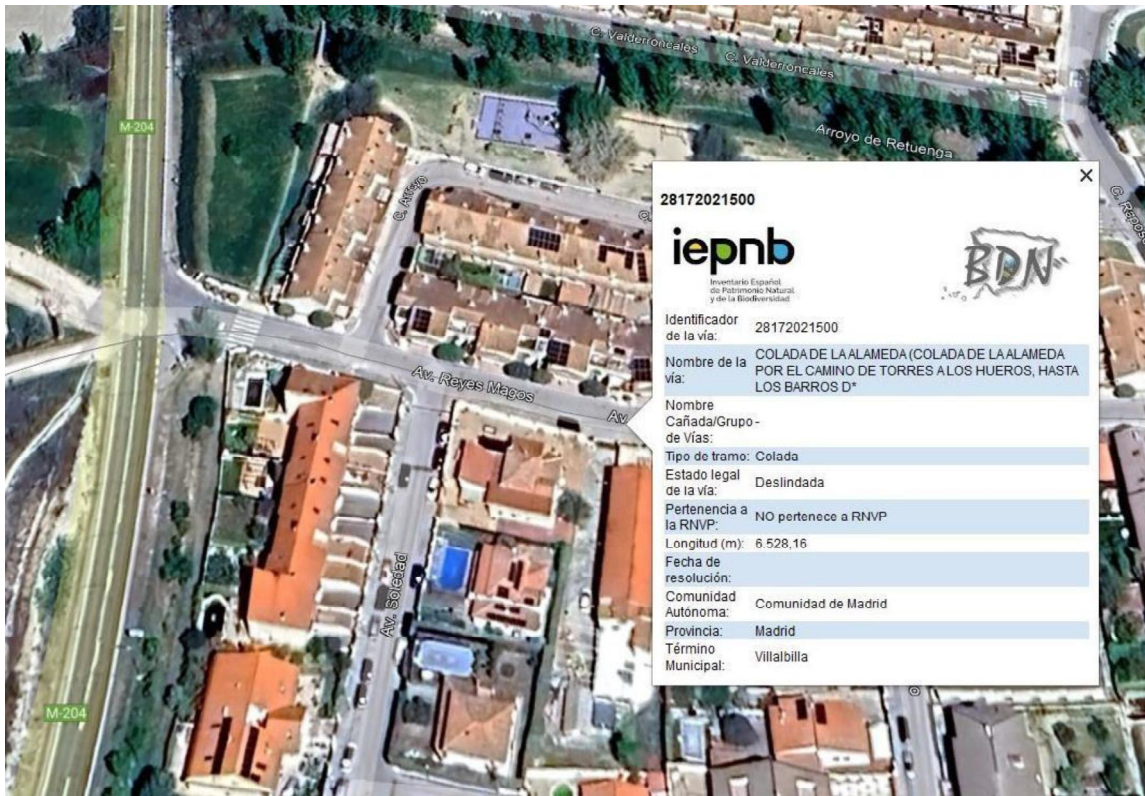 C. Valderroncales
C. Valderroncales
M-204
Arroyo de Retuenga
C. Arroyo
Av. Reyes Magos
Av
Av. Soledad
M-204
28172021500
iepnb
Inventario Español
de Patrimonio Natural
y de la Biodiversidad
BDN
Identificador
de la vía:
28172021500
Nombre de la
vía:
COLADA DE LA ALAMEDA (COLADA DE LA ALAMEDA
POR EL CAMINO DE TORRES A LOS HUEROS, HASTA
LOS BARROS D*
Nombre
Cañada/Grupo -
de Vías:
Tipo de tramo: Colada
Estado legal
de la vía:
Deslindada
Pertenencia a
la RNVP:
NO pertenece a RNVP
Longitud (m): 6.528,16
Fecha de
resolución:
Comunidad
Autónoma:
Comunidad de Madrid
Provincia: Madrid
Término
Municipal:
Villalbilla